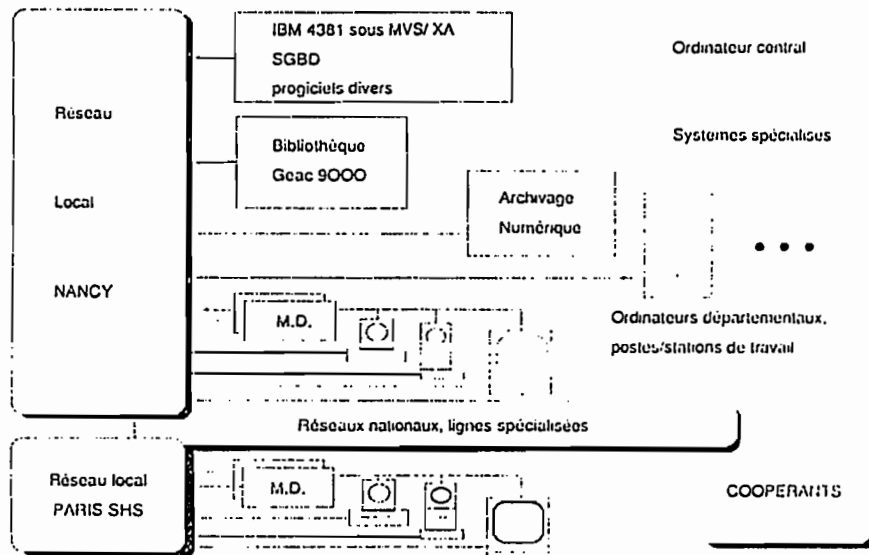 IBM 4381 sous MVS/ XA
SGBD
progiciels divers
Ordinateur central
Réseau
Local
NANCY
Bibliothèque
Geac 9000
Systèmes spécialisés
Archivage
Numérique
• • •
M.D.
Ordinateurs départementaux,
postes/stations de travail
Réseaux nationaux, lignes spécialisées
Réseau local
PARIS SHS
M.D.
COOPERANTS